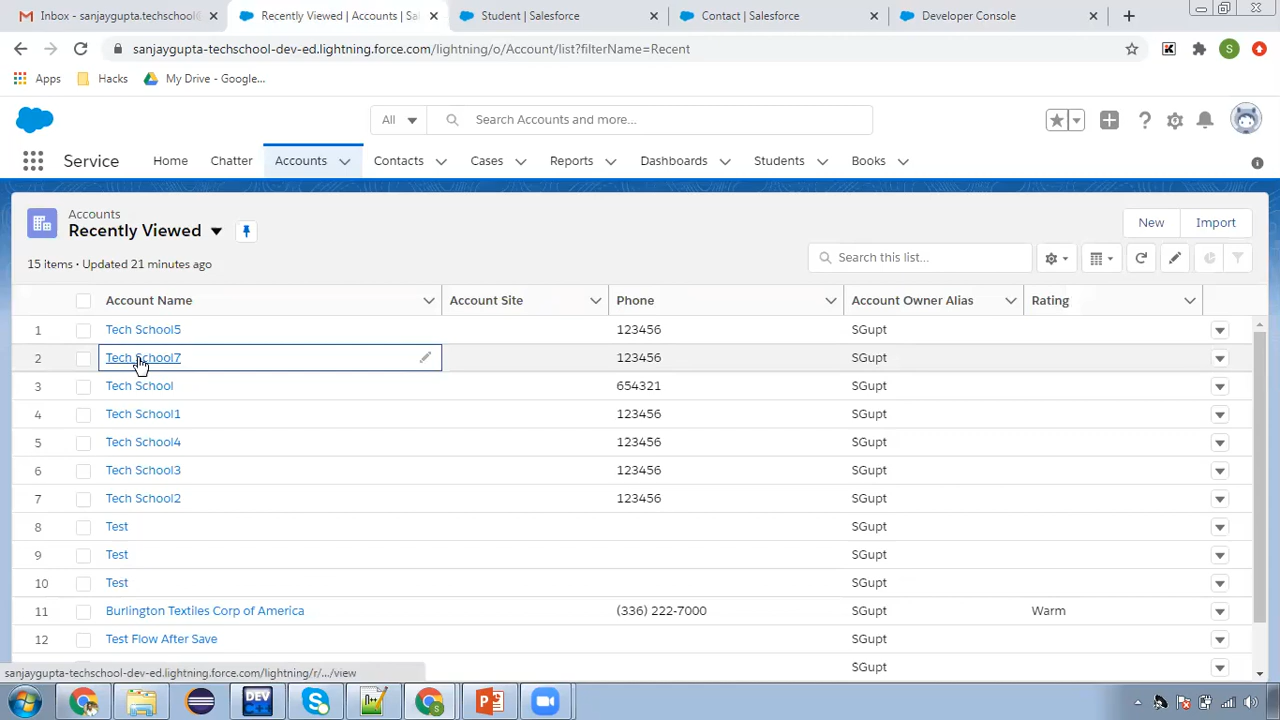 Inbox - sanjaygupta.techschool
Recently Viewed | Accounts | Sal
Student | Salesforce
Contact | Salesforce
Developer Console
sanjaygupta-techschool-dev-ed.lightning.force.com/lightning/o/Account/list?filterName=Recent
S
Apps
Hacks
My Drive - Google...
All
Search Accounts and more...
Service
Home
Chatter
Accounts
Contacts
Cases
Reports
Dashboards
Students
Books
Accounts
Recently Viewed
New
Import
15 items • Updated 21 minutes ago
Search this list...
Account Name
Account Site
Phone
Account Owner Alias
Rating
1 Tech School5 123456 SGupt
2 Tech School7 123456 SGupt
3 Tech School 654321 SGupt
4 Tech School1 123456 SGupt
5 Tech School4 123456 SGupt
6 Tech School3 123456 SGupt
7 Tech School2 123456 SGupt
8 Test SGupt
9 Test SGupt
10 Test SGupt
11 Burlington Textiles Corp of America (336) 222-7000 SGupt Warm
12 Test Flow After Save SGupt
SGupt
sanjaygupta-techschool-dev-ed.lightning.force.com/lightning/r/.../view
DEV
C++